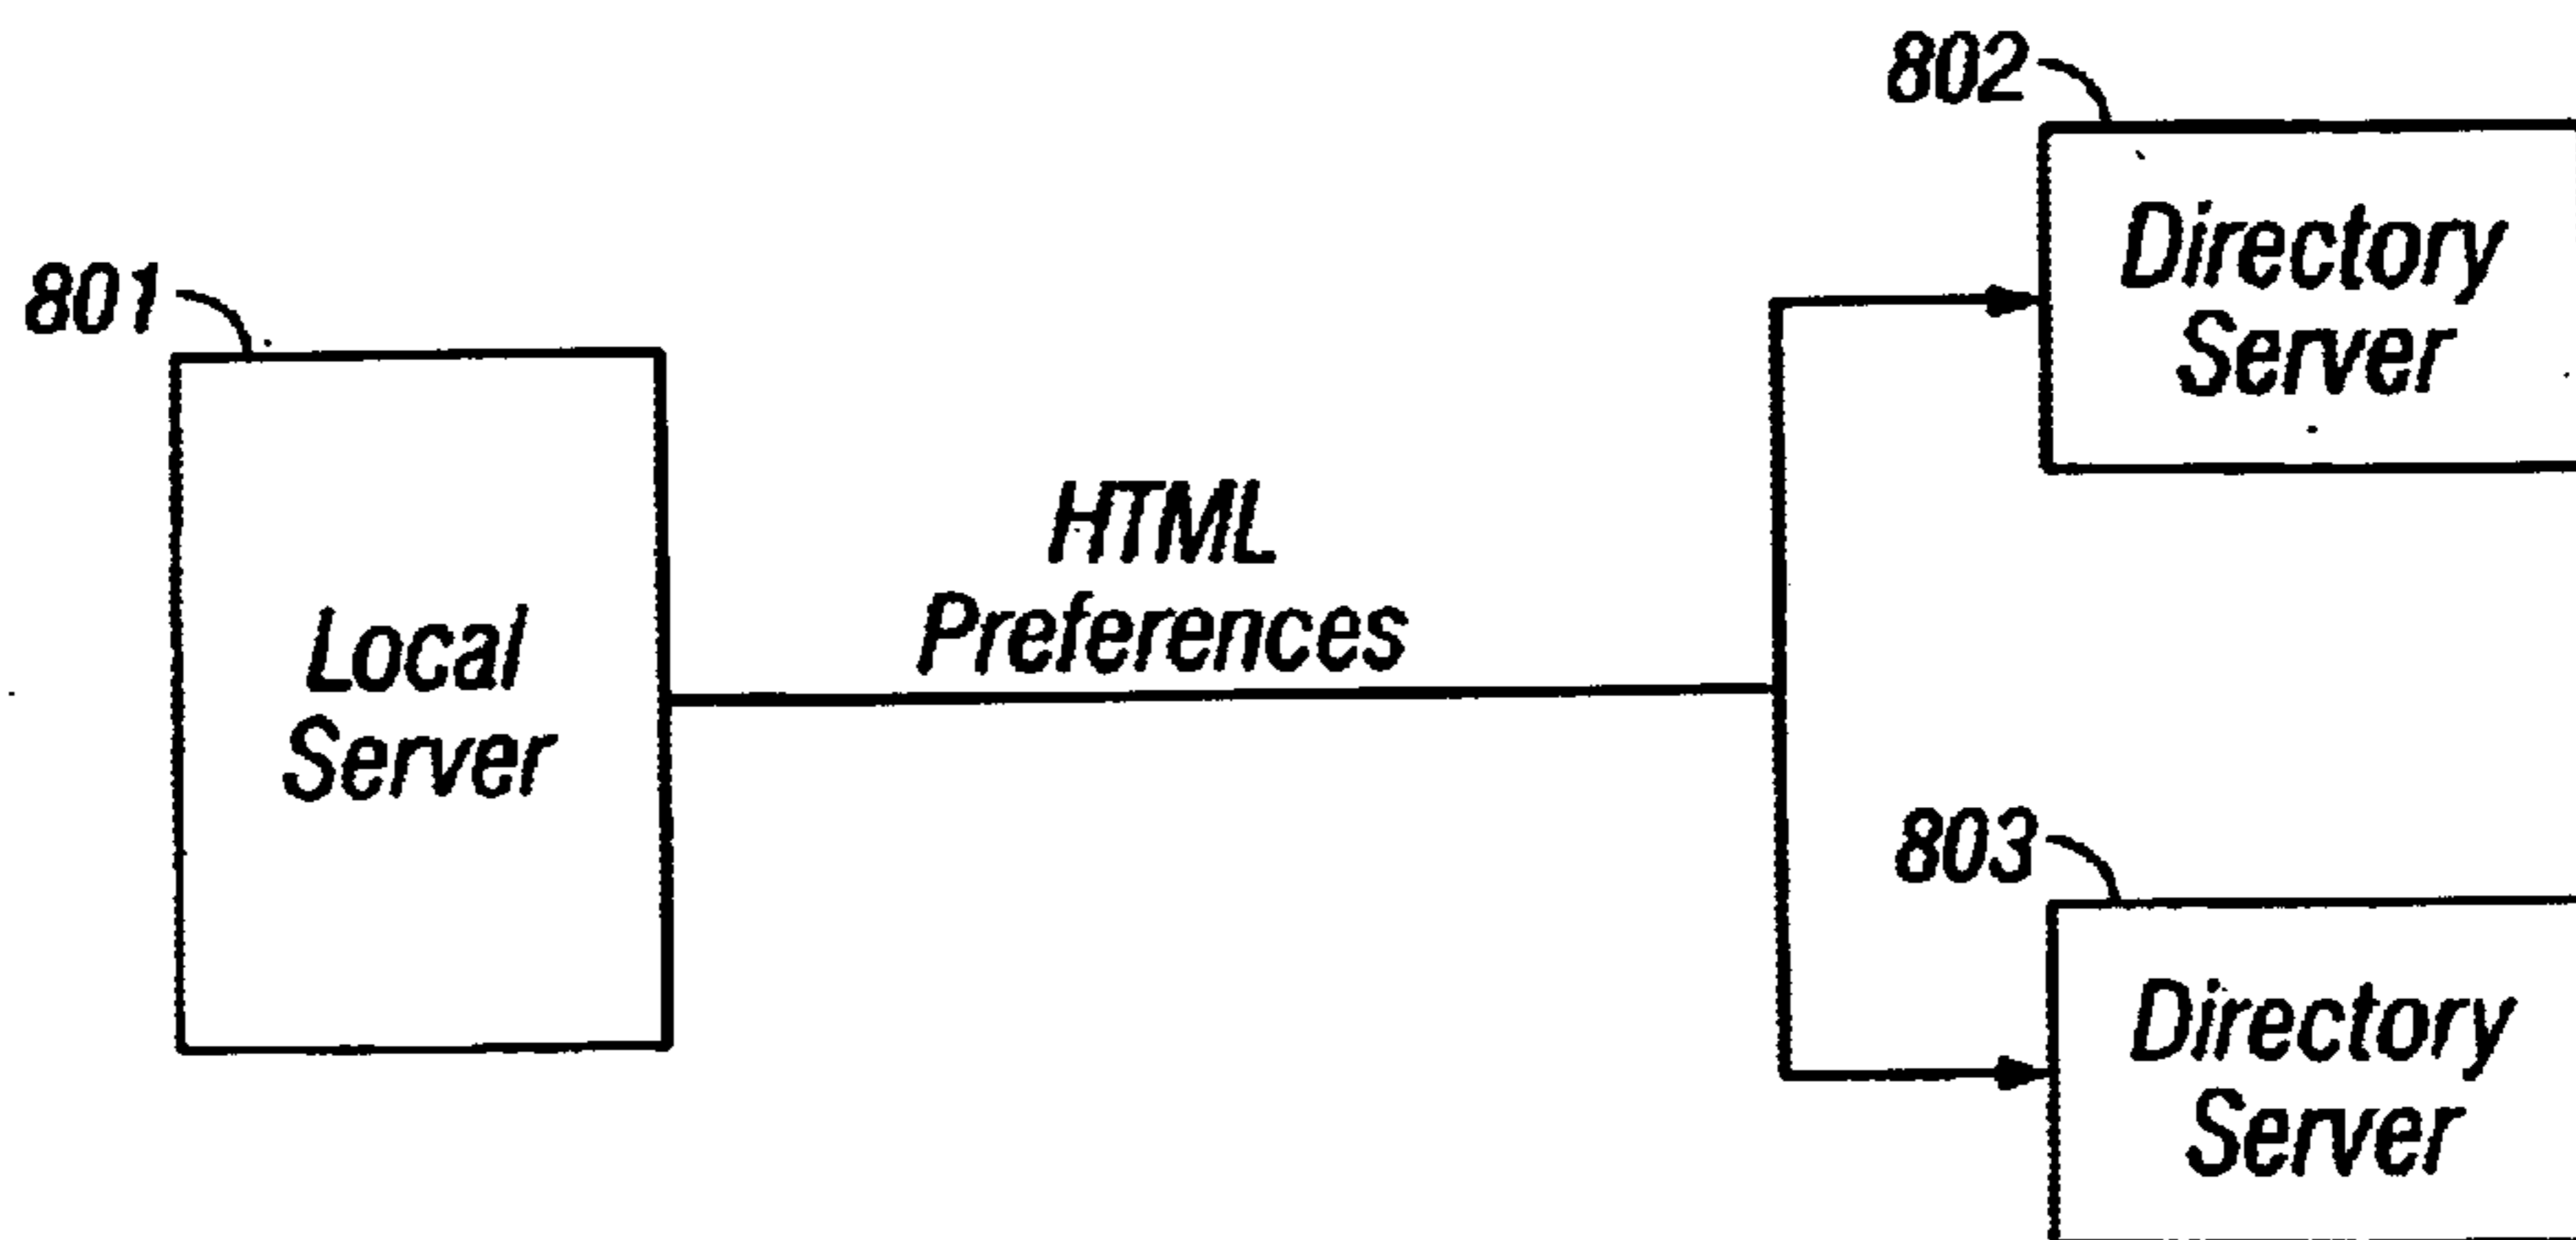 802
Directory
Server
801
HTML
Preferences
Local
Server
803
Directory
Server